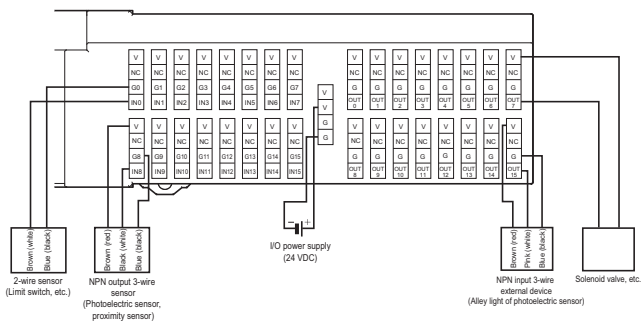 V V V V V V V V V V V V V V V V
NC NC NC NC NC NC NC NC NC NC NC NC NC NC NC NC
G0 G1 G2 G3 G4 G5 G6 G7 G G G G G G G G
IN0 IN1 IN2 IN3 IN4 IN5 IN6 IN7 OUT 0 OUT 1 OUT 2 OUT 3 OUT 4 OUT 5 OUT 6 OUT 7
V
V
G
G
V V V V V V V V V V V V V V V V
NC NC NC NC NC NC NC NC NC NC NC NC NC NC NC NC
G8 G9 G10 G11 G12 G13 G14 G15 G G G G G G G G
IN8 IN9 IN10 IN11 IN12 IN13 IN14 IN15 OUT 8 OUT 9 OUT 10 OUT 11 OUT 12 OUT 13 OUT 14 OUT 15
Brown (white)
Blue (black)
2-wire sensor
(Limit switch, etc.)
Brown (red)
Black (white)
Blue (black)
NPN output 3-wire
sensor
(Photoelectric sensor,
proximity sensor)
- +
I/O power supply
(24 VDC)
Brown (red)
Pink (white)
Blue (black)
NPN input 3-wire
external device
(Alley light of photoelectric sensor)
Solenoid valve, etc.